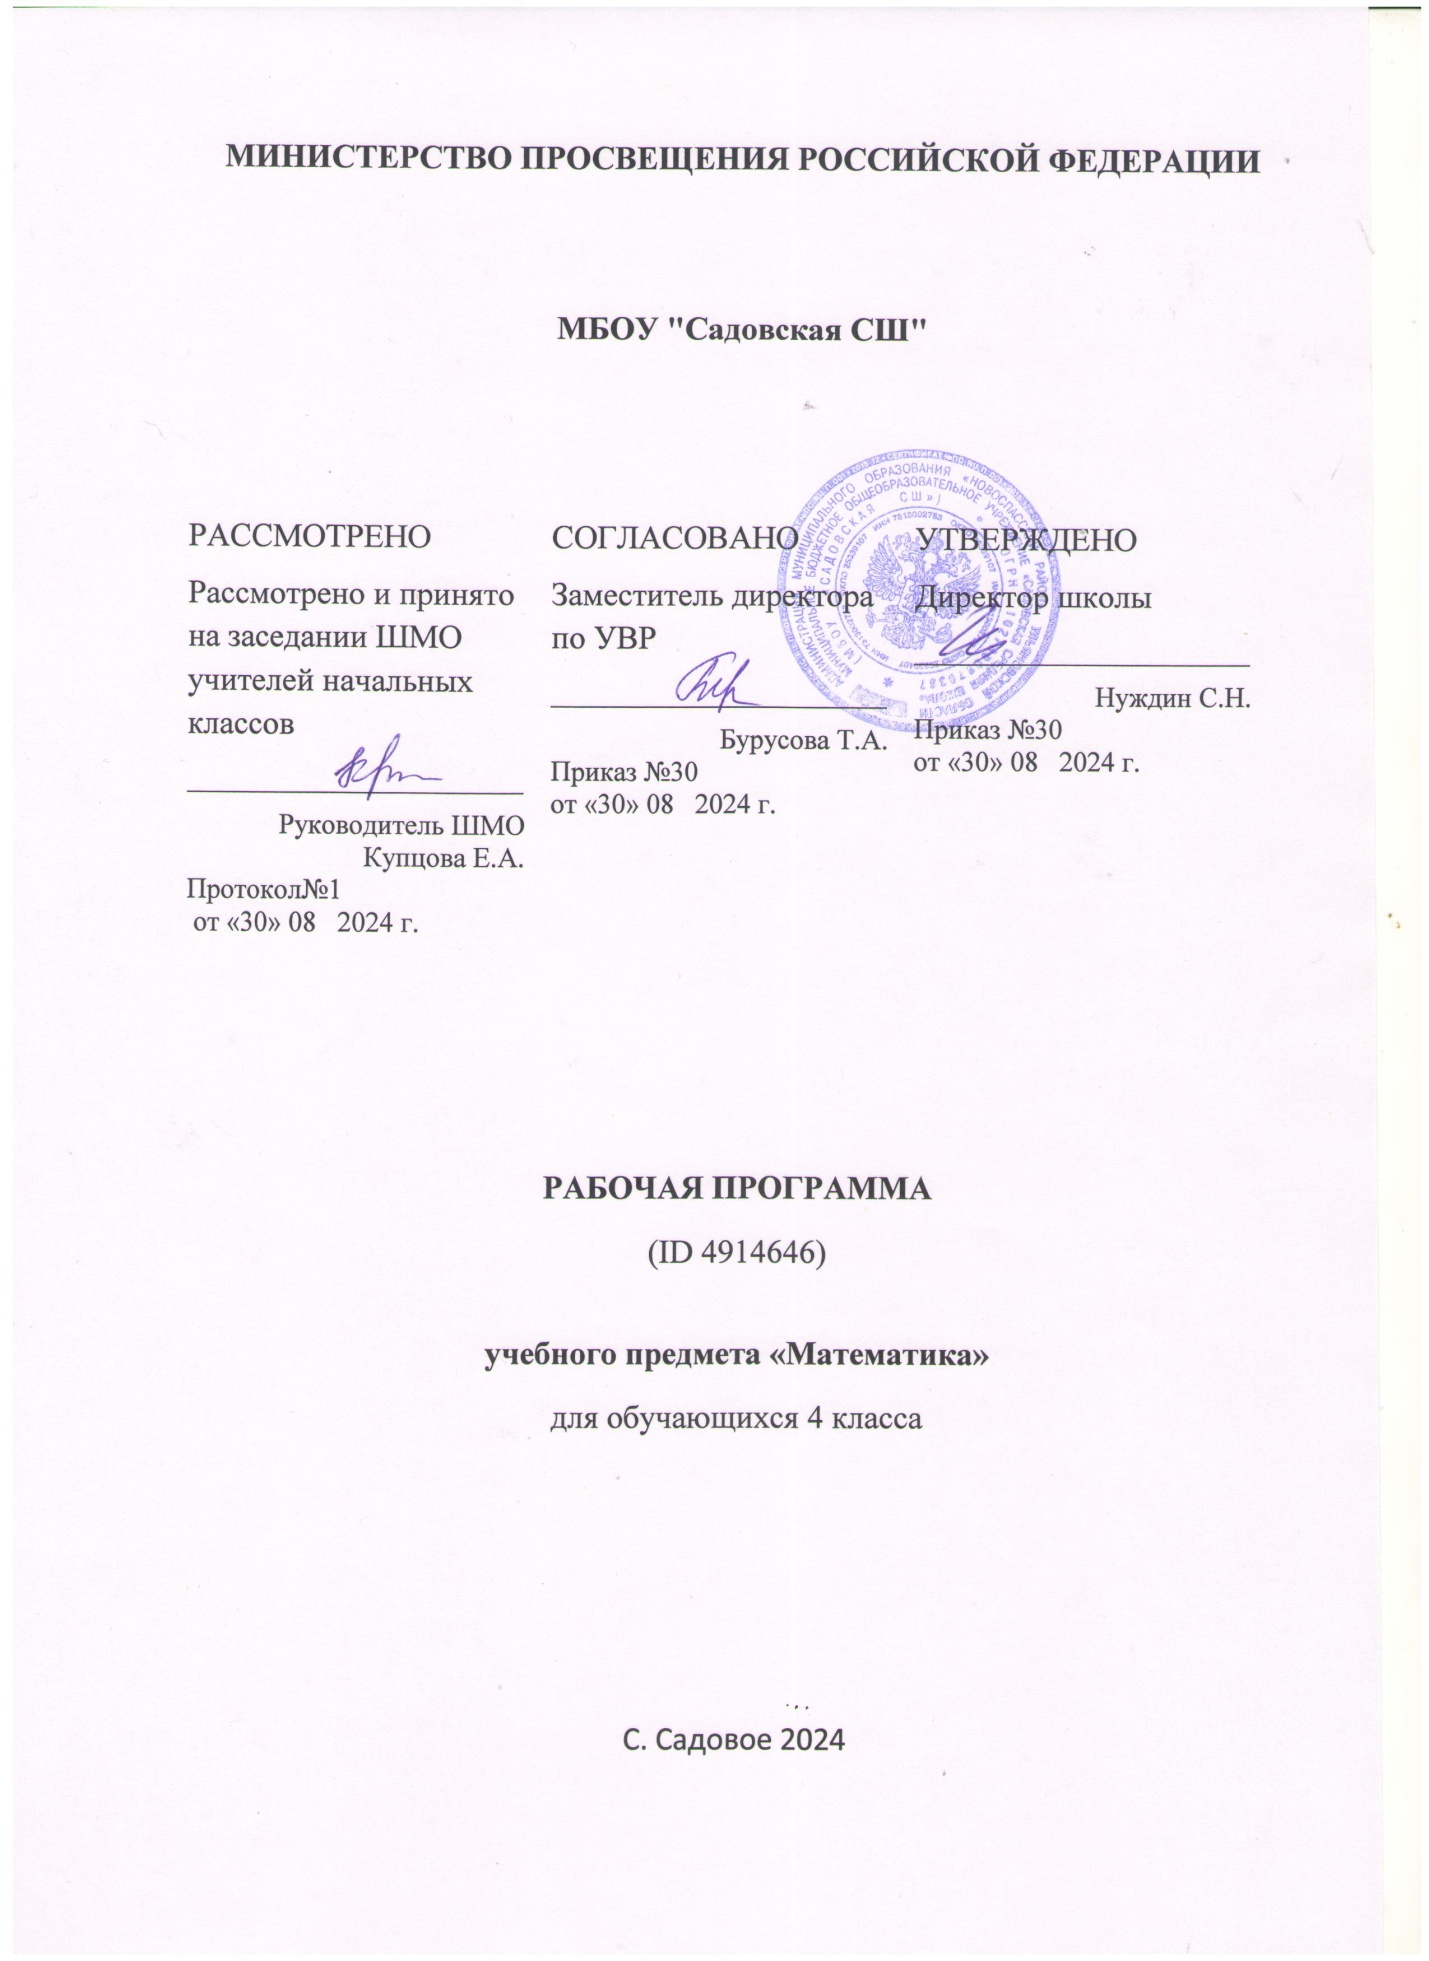 МИНИСТЕРСТВО ПРОСВЕЩЕНИЯ РОССИЙСКОЙ ФЕДЕРАЦИИ
МБОУ "Садовская СШ"
РАССМОТРЕНО
Рассмотрено и принято
на заседании ШМО
учителей начальных
классов
Руководитель ШМО
Купцова Е.А.
Протокол№1
от «30» 08 2024 г.
СОГЛАСОВАНО
Заместитель директора
по УВР
Бурусова Т.А.
Приказ №30
от «30» 08 2024 г.
УТВЕРЖДЕНО
Директор школы
Нуждин С.Н.
Приказ №30
от «30» 08 2024 г.
РАБОЧАЯ ПРОГРАММА
(ID 4914646)
учебного предмета «Математика»
для обучающихся 4 класса
С. Садовое 2024